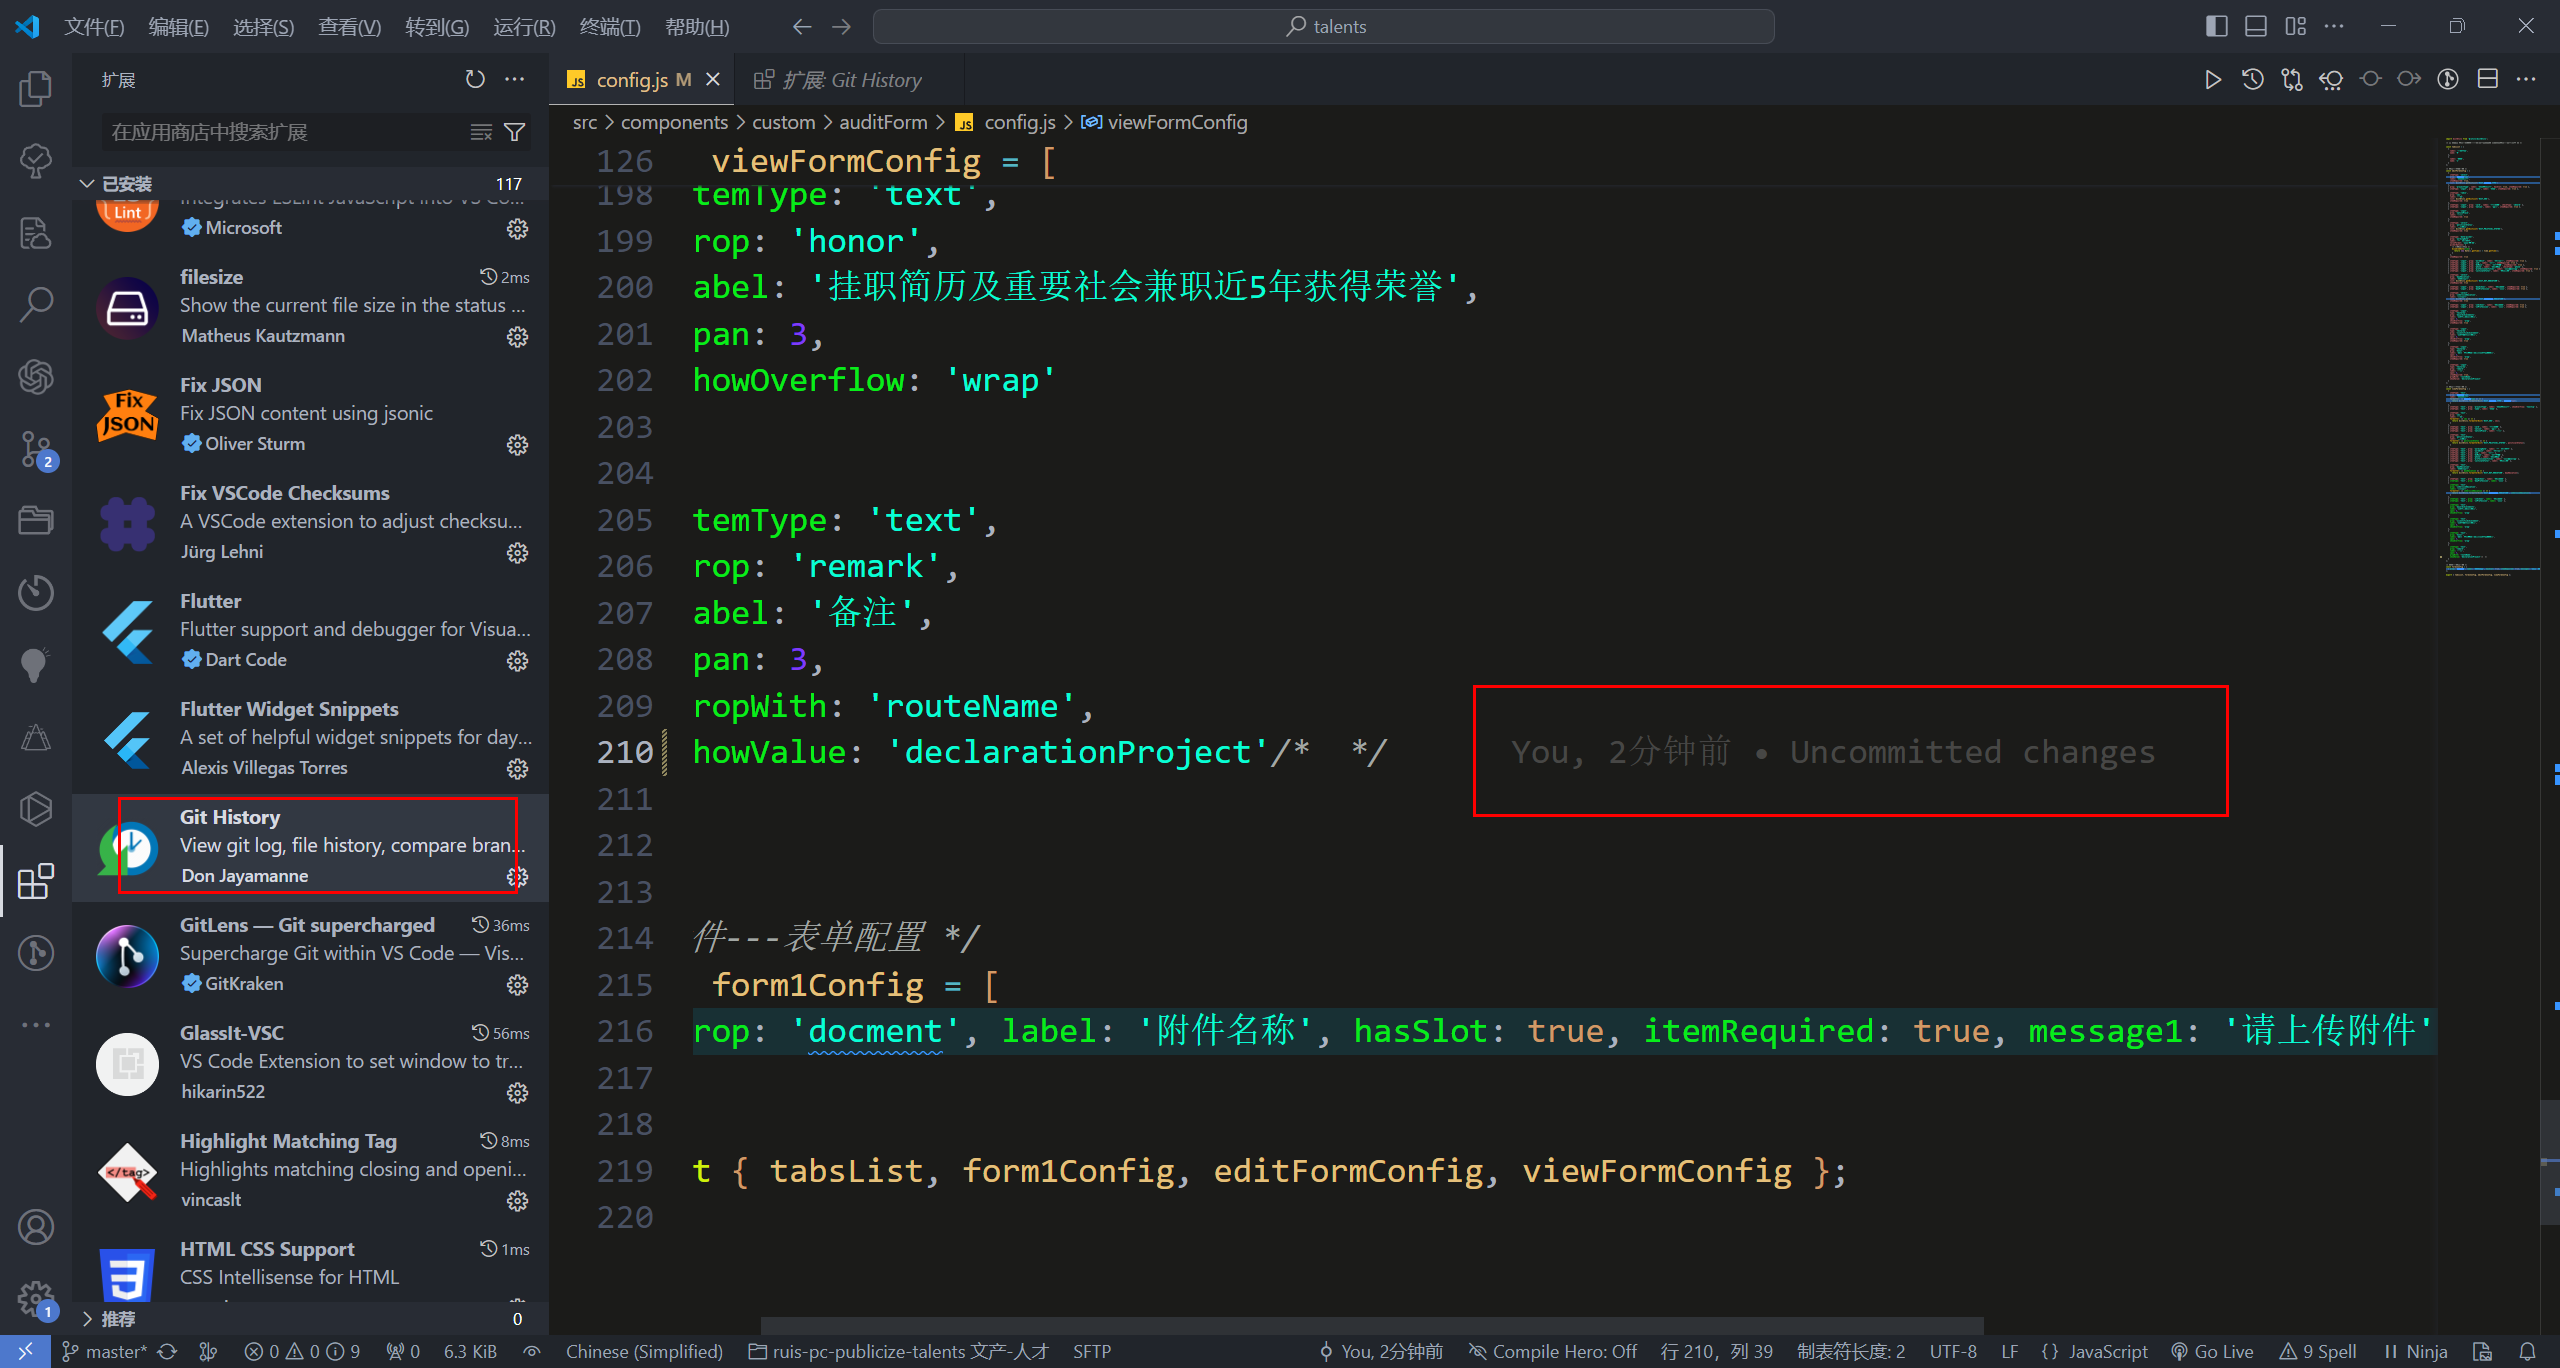 文件(F) 编辑(E) 选择(S) 查看(V) 转到(G) 运行(R) 终端(T) 帮助(H) talents
扩展
在应用商店中搜索扩展
已安装 117
Lint
Microsoft
filesize 2ms
Show the current file size in the status ...
Matheus Kautzmann
Fix JSON
Fix JSON
Fix JSON content using jsonic
Oliver Sturm
Fix VSCode Checksums
A VSCode extension to adjust checksu...
Jürg Lehni
Flutter
Flutter support and debugger for Visua...
Dart Code
Flutter Widget Snippets
A set of helpful widget snippets for day...
Alexis Villegas Torres
Git History
View git log, file history, compare bran...
Don Jayamanne
GitLens — Git supercharged 36ms
Supercharge Git within VS Code — Vis...
GitKraken
GlassIt-VSC 56ms
VS Code Extension to set window to tr...
hikarin522
Highlight Matching Tag 8ms
</tag>
Highlights matching closing and openi...
vincaslt
HTML CSS Support 1ms
CSS Intellisense for HTML
推荐 0
2
1
JS config.js M 扩展: Git History
src > components > custom > auditForm > JS config.js > viewFormConfig
126 viewFormConfig = [
198 temType: 'text',
199 rop: 'honor',
200 abel: '挂职简历及重要社会兼职近5年获得荣誉',
201 pan: 3,
202 howOverflow: 'wrap'
203
204
205 temType: 'text',
206 rop: 'remark',
207 abel: '备注',
208 pan: 3,
209 ropWith: 'routeName',
210 howValue: 'declarationProject'/*  */ You, 2分钟前 • Uncommitted changes
211
212
213
214 件---表单配置 */
215 form1Config = [
216 rop: 'docment', label: '附件名称', hasSlot: true, itemRequired: true, message1: '请上传附件'
217
218
219 t { tabsList, form1Config, editFormConfig, viewFormConfig };
220
master* 0 0 9 0 6.3 KiB Chinese (Simplified) ruis-pc-publicize-talents 文产-人才 SFTP You, 2分钟前 Compile Hero: Off 行 210，列 39 制表符长度: 2 UTF-8 LF {} JavaScript Go Live 9 Spell Ninja